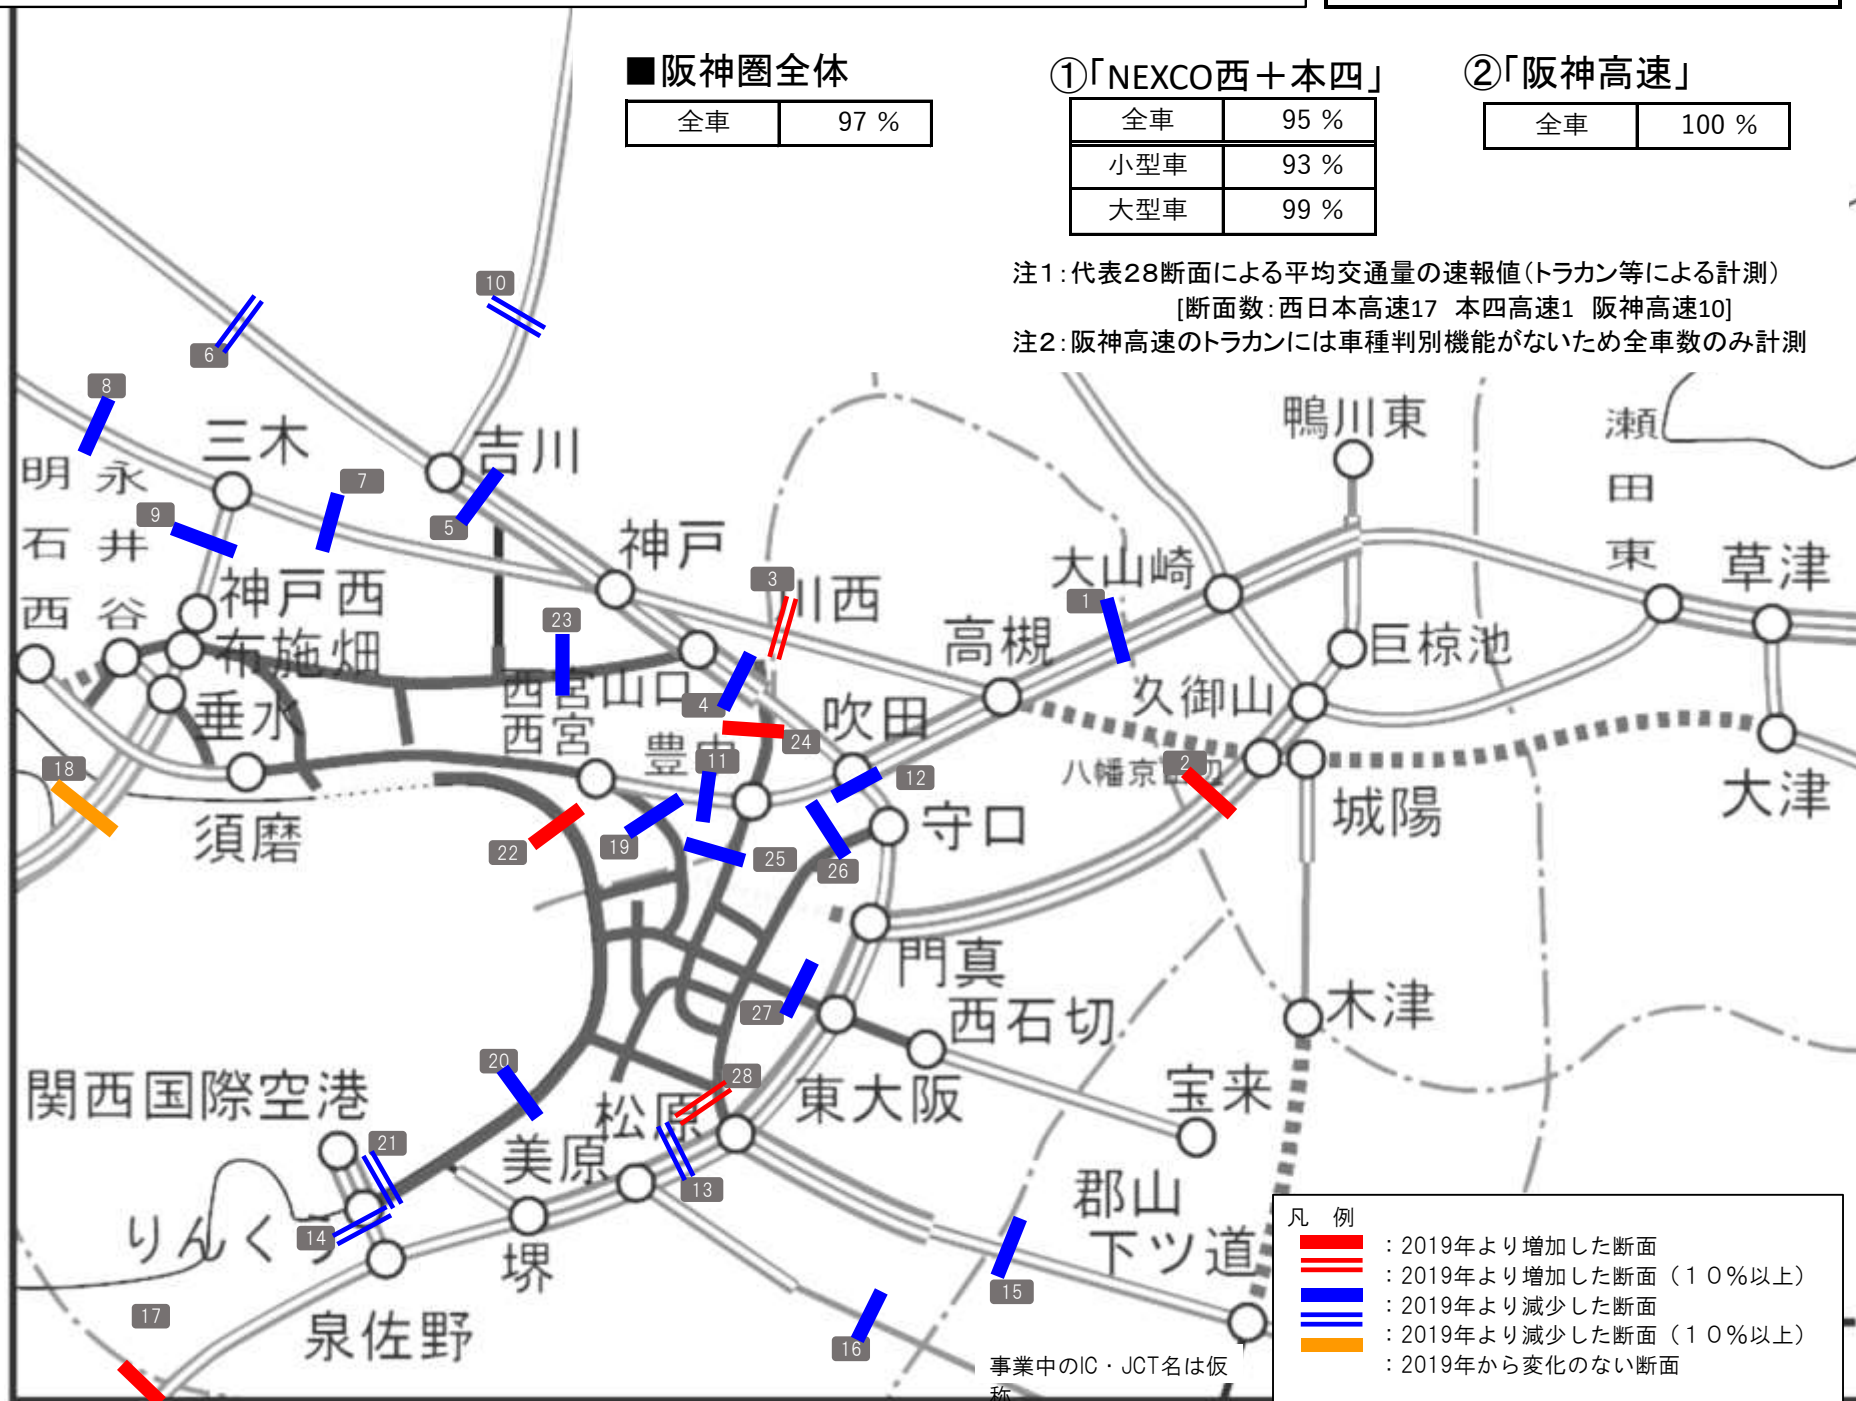 ■阪神圏全体
全車 97 %
①「NEXCO西＋本四」
全車 95 %
小型車 93 %
大型車 99 %
②「阪神高速」
全車 100 %
注１：代表28断面による平均交通量の速報値（トラカン等による計測）
[断面数：西日本高速17 本四高速1 阪神高速10]
注２：阪神高速のトラカンには車種判別機能がないため全車数のみ計測
10
6
8
三木
吉川
鴨川東
瀬田東
明石西
永井谷
7
9
5
神戸
大山崎
草津
3
川西
1
神戸西
布施畑
23
高槻
巨椋池
西宮山口
4
久御山
垂水
西宮
吹田
24
豊中
11
12
八幡京田辺
2
18
大津
城陽
須磨
守口
22
19
25
26
門真
西石切
木津
27
20
28
関西国際空港
松原
東大阪
宝来
21
美原
13
郡山下ツ道
14
りんくう
堺
15
17
泉佐野
16
事業中のIC・JCT名は仮
称
凡 例
：2019年より増加した断面
：2019年より増加した断面（１０％以上）
：2019年より減少した断面
：2019年より減少した断面（１０％以上）
：2019年から変化のない断面